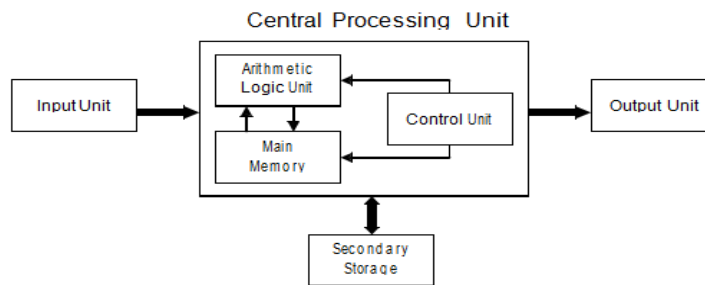 Central Processing Unit
Arithmetic
Logic Unit
Input Unit
Control Unit
Output Unit
Main
Memory
Secondary
Storage